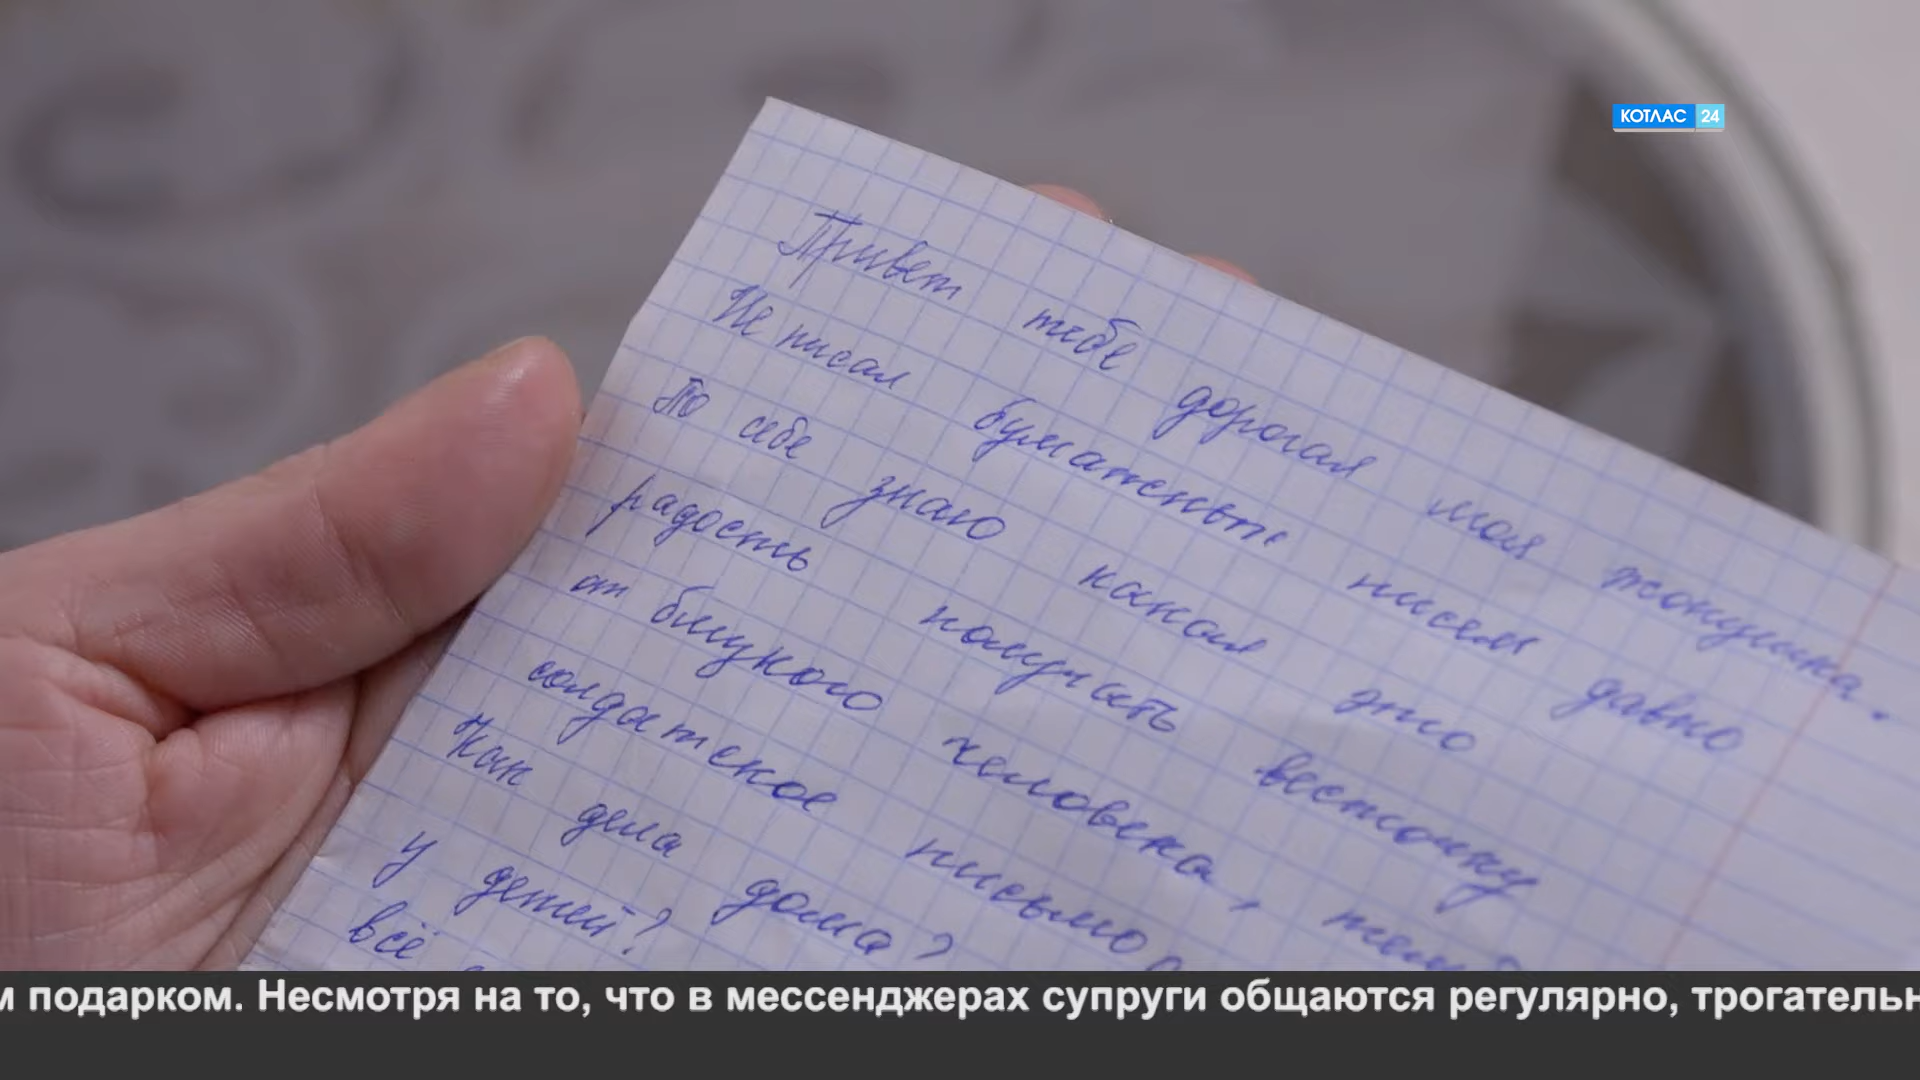 КОТЛАС 24
Привет тебе дорогая моя жонушка.
Не писал бумажных писем давно
По себе знаю какая это
радость получать весточку
от близкого человека,
солдатское письмо
Как дела дома?
у детей?
всё
м подарком. Несмотря на то, что в мессенджерах супруги общаются регулярно, трогательн